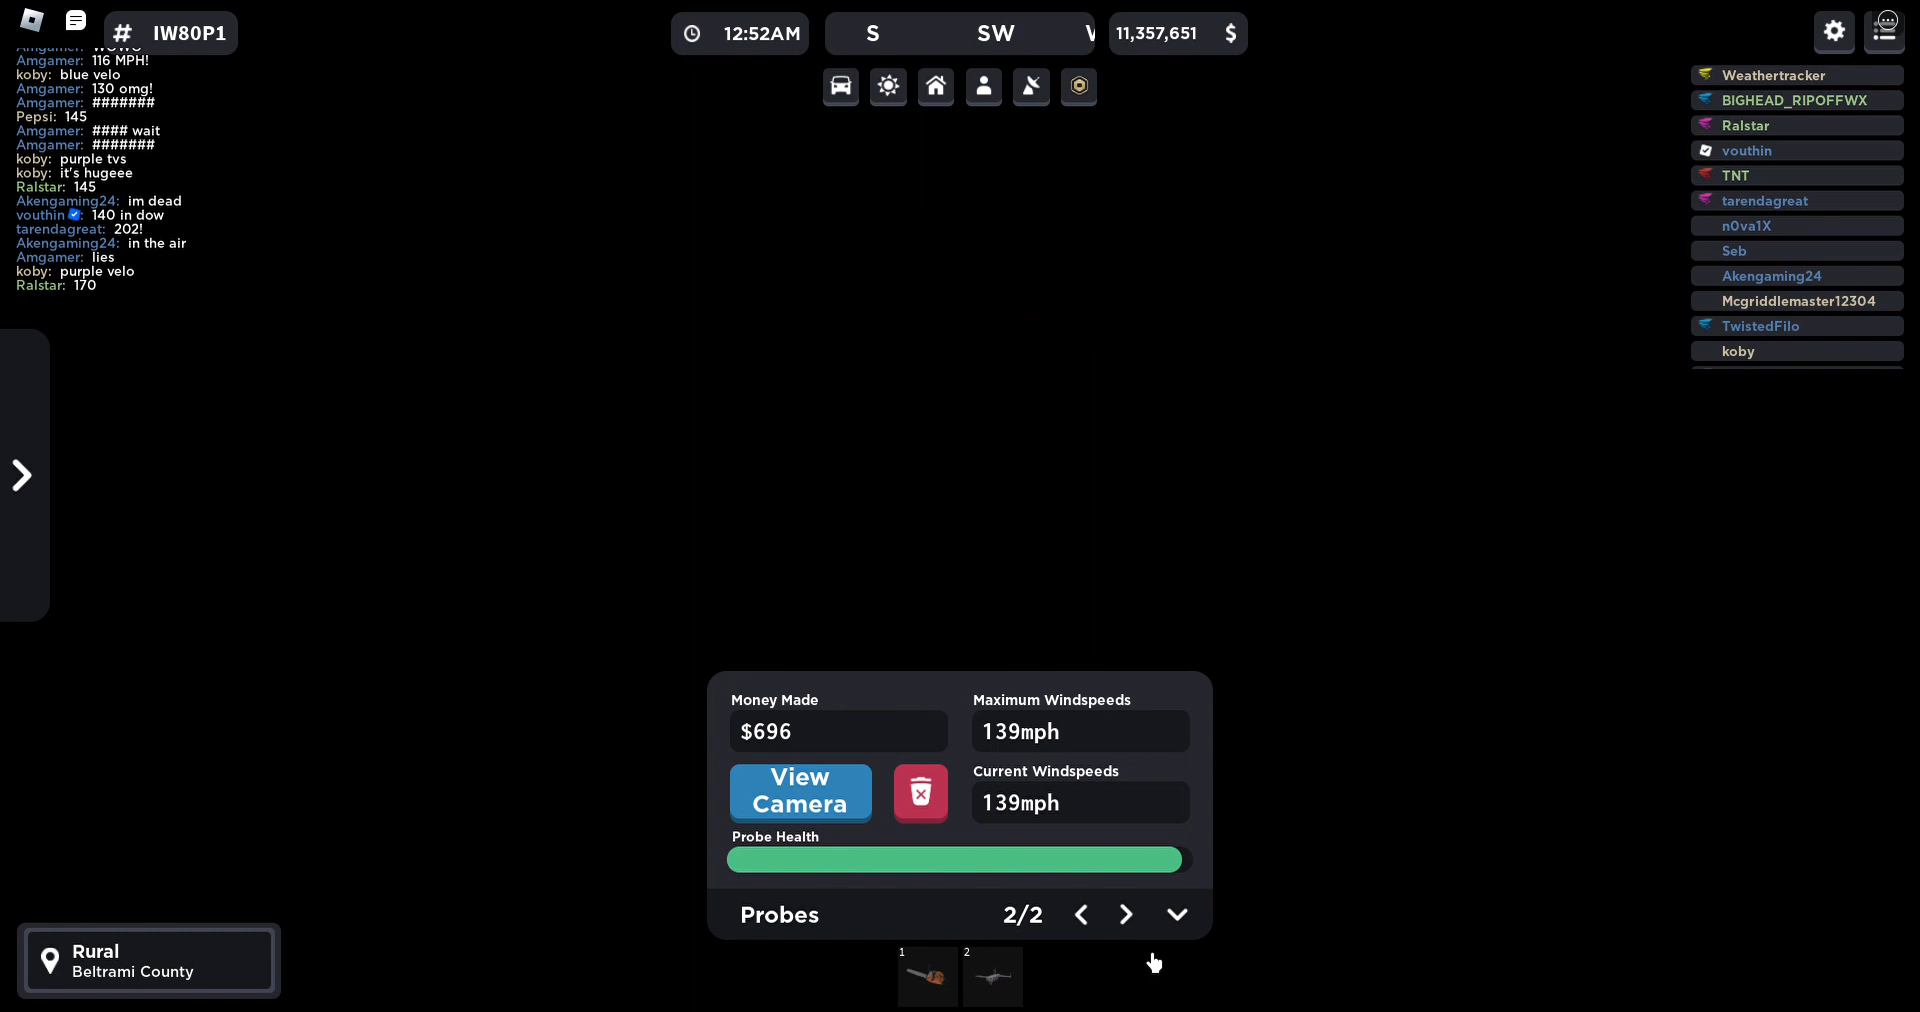 # IW80P1
12:52AM
S SW
11,357,651 $
Amgamer: WOWO
Amgamer: 116 MPH!
koby: blue velo
Amgamer: 130 omg!
Amgamer: #######
Pepsi: 145
Amgamer: #### wait
Amgamer: #######
koby: purple tvs
koby: it's hugeee
Ralstar: 145
Akengaming24: im dead
vouthin: 140 in dow
tarendagreat: 202!
Akengaming24: in the air
Amgamer: lies
koby: purple velo
Ralstar: 170
Weathertracker
BIGHEAD_RIPOFFWX
Ralstar
vouthin
TNT
tarendagreat
n0va1X
Seb
Akengaming24
Mcgriddlemaster12304
TwistedFilo
koby
Money Made
$696
Maximum Windspeeds
139mph
View
Camera
Current Windspeeds
139mph
Probe Health
Probes 2/2
1 2
Rural
Beltrami County